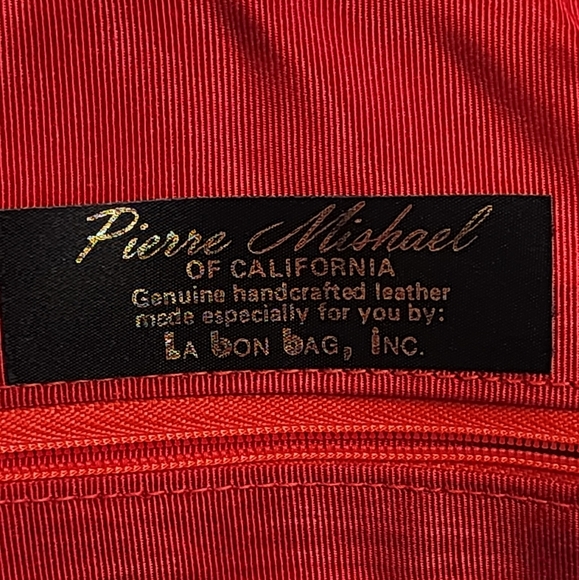 Pierre Mishael
OF CALIFORNIA
Genuine handcrafted leather
made especially for you by:
LA bON bAG, INC.